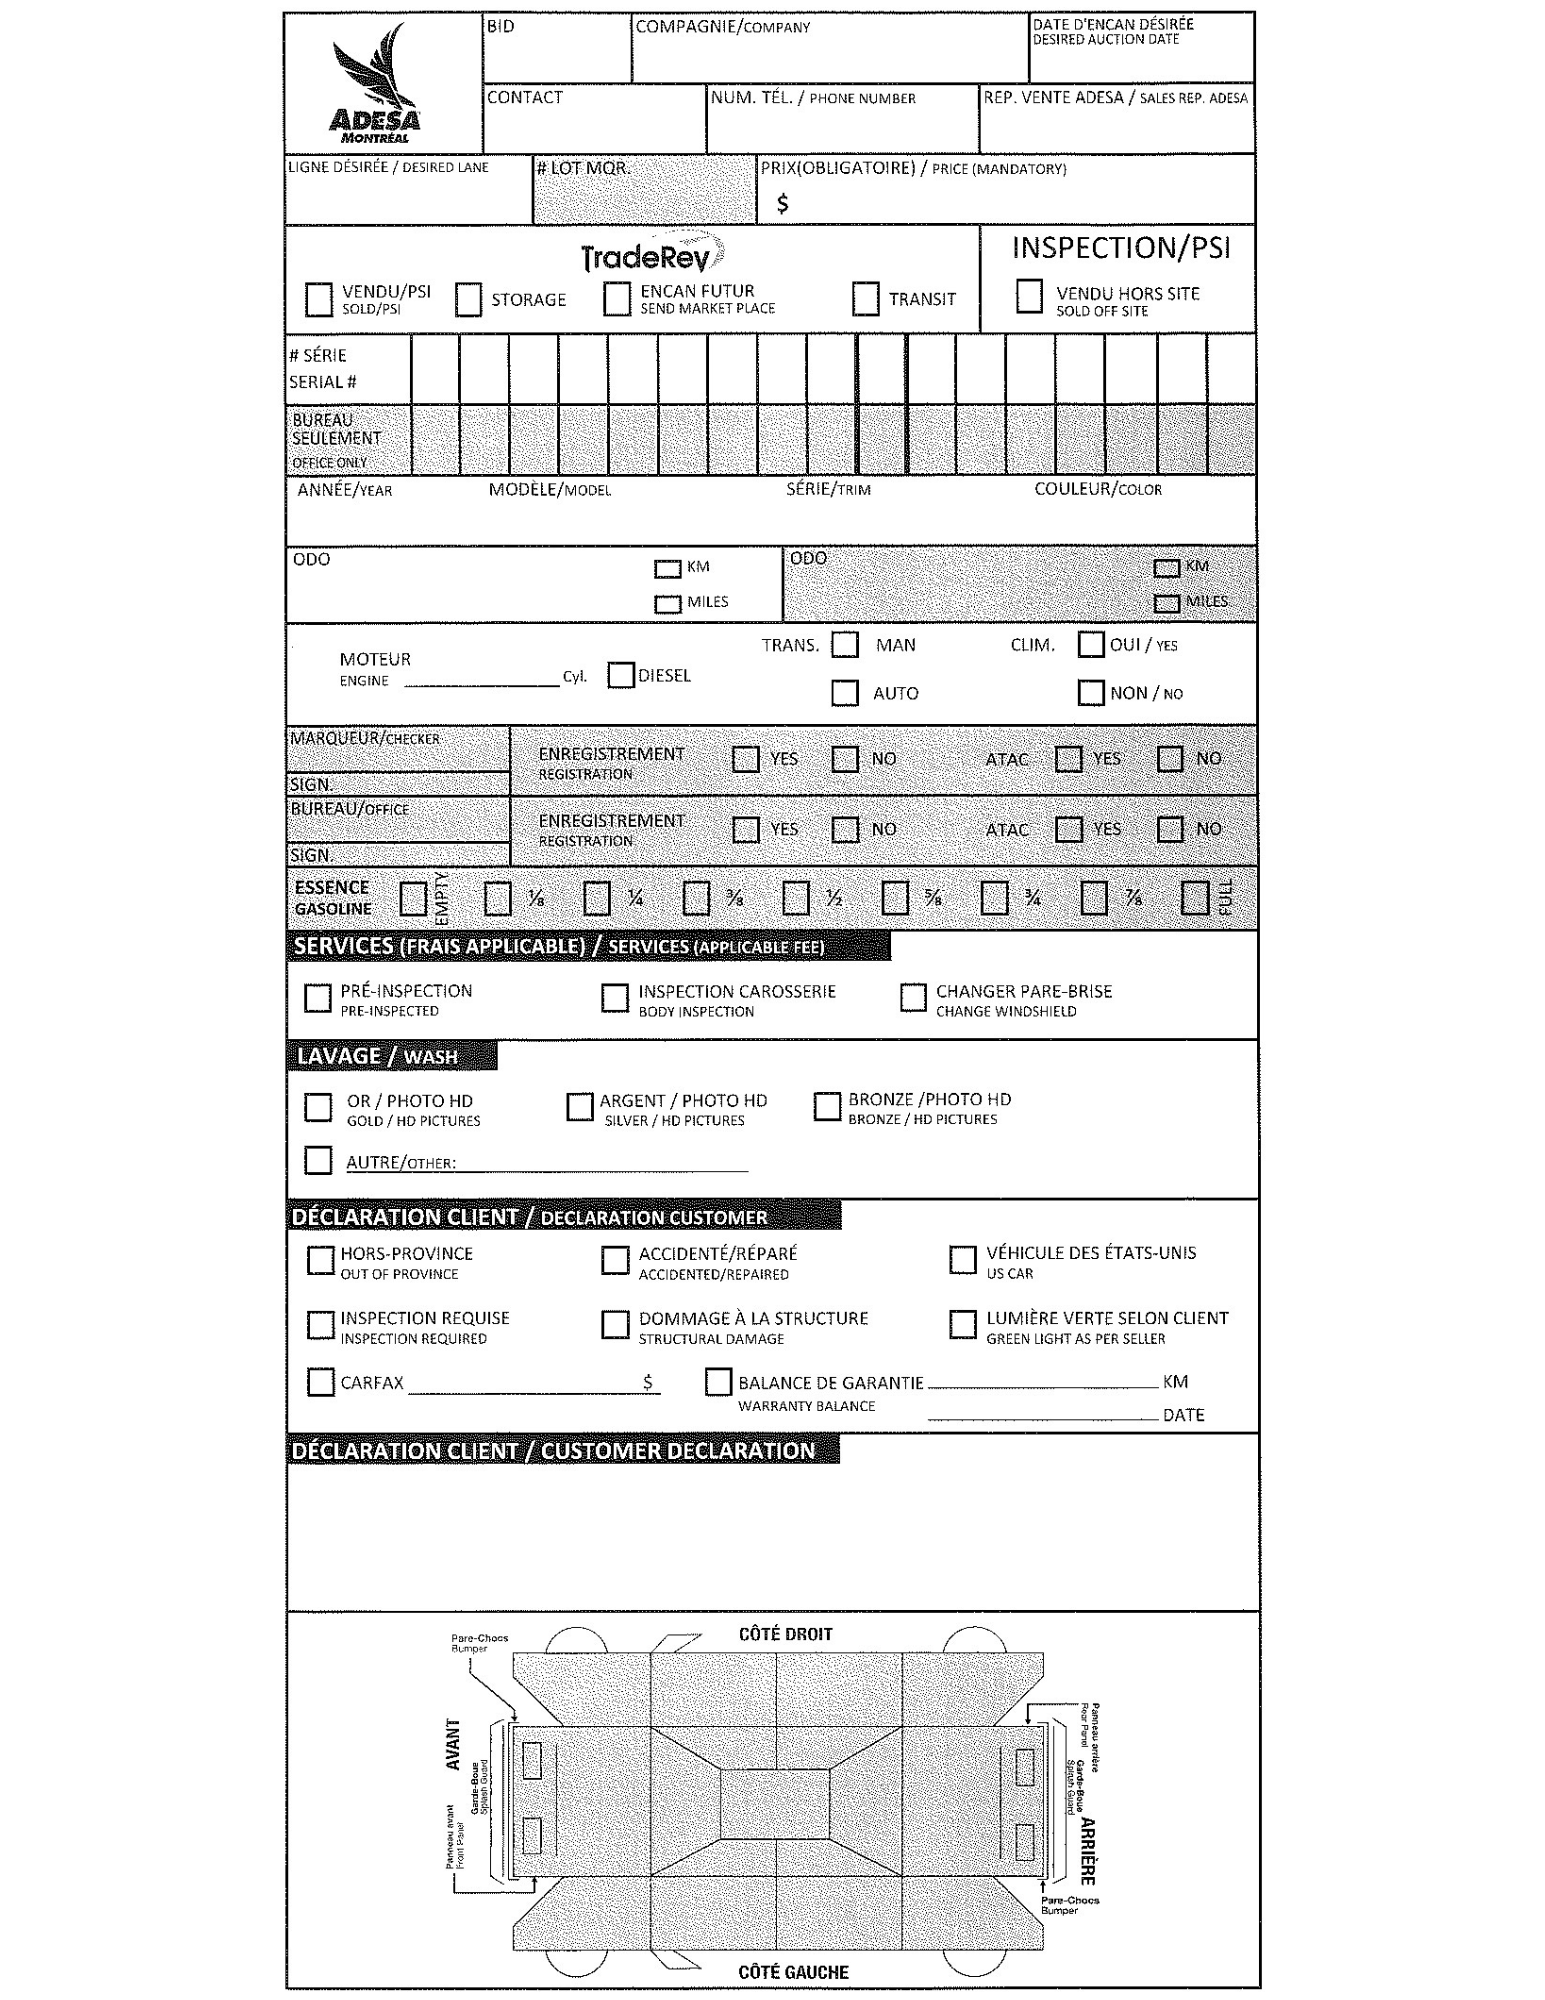 ADESA
MONTRÉAL
BID
COMPAGNIE/COMPANY
DATE D'ENCAN DÉSIRÉE
DESIRED AUCTION DATE
CONTACT
NUM. TÉL. / PHONE NUMBER
REP. VENTE ADESA / SALES REP. ADESA
LIGNE DÉSIRÉE / DESIRED LANE
# LOT MQR.
PRIX(OBLIGATOIRE) / PRICE (MANDATORY)
$
TradeRev
INSPECTION/PSI
VENDU/PSI
SOLD/PSI
STORAGE
ENCAN FUTUR
SEND MARKET PLACE
TRANSIT
VENDU HORS SITE
SOLD OFF SITE
# SÉRIE
SERIAL #
BUREAU
SEULEMENT
OFFICE ONLY
ANNÉE/YEAR
MODÈLE/MODEL
SÉRIE/TRIM
COULEUR/COLOR
ODO
KM
MILES
ODO
KM
MILES
MOTEUR
ENGINE
Cyl.
DIESEL
TRANS.
MAN
AUTO
CLIM.
OUI / YES
NON / NO
MARQUEUR/CHECKER
SIGN.
ENREGISTREMENT
REGISTRATION
YES
NO
ATAC
YES
NO
BUREAU/OFFICE
SIGN.
ENREGISTREMENT
REGISTRATION
YES
NO
ATAC
YES
NO
ESSENCE
GASOLINE
EMPTY
⅛
¼
⅜
½
⅝
¾
⅞
FULL
SERVICES (FRAIS APPLICABLE) / SERVICES (APPLICABLE FEE)
PRÉ-INSPECTION
PRE-INSPECTED
INSPECTION CAROSSERIE
BODY INSPECTION
CHANGER PARE-BRISE
CHANGE WINDSHIELD
LAVAGE / WASH
OR / PHOTO HD
GOLD / HD PICTURES
ARGENT / PHOTO HD
SILVER / HD PICTURES
BRONZE /PHOTO HD
BRONZE / HD PICTURES
AUTRE/OTHER:
DÉCLARATION CLIENT / DECLARATION CUSTOMER
HORS-PROVINCE
OUT OF PROVINCE
ACCIDENTÉ/RÉPARÉ
ACCIDENTED/REPAIRED
VÉHICULE DES ÉTATS-UNIS
US CAR
INSPECTION REQUISE
INSPECTION REQUIRED
DOMMAGE À LA STRUCTURE
STRUCTURAL DAMAGE
LUMIÈRE VERTE SELON CLIENT
GREEN LIGHT AS PER SELLER
CARFAX
$
BALANCE DE GARANTIE
WARRANTY BALANCE
KM
DATE
DÉCLARATION CLIENT / CUSTOMER DECLARATION
CÔTÉ DROIT
Pare-Chocs
Bumper
AVANT
Garde-Boue
Splash Guard
Panneau avant
Front Panel
Panneau arrière
Rear Panel
Garde-Boue
Splash Guard
ARRIÈRE
Pare-Chocs
Bumper
CÔTÉ GAUCHE